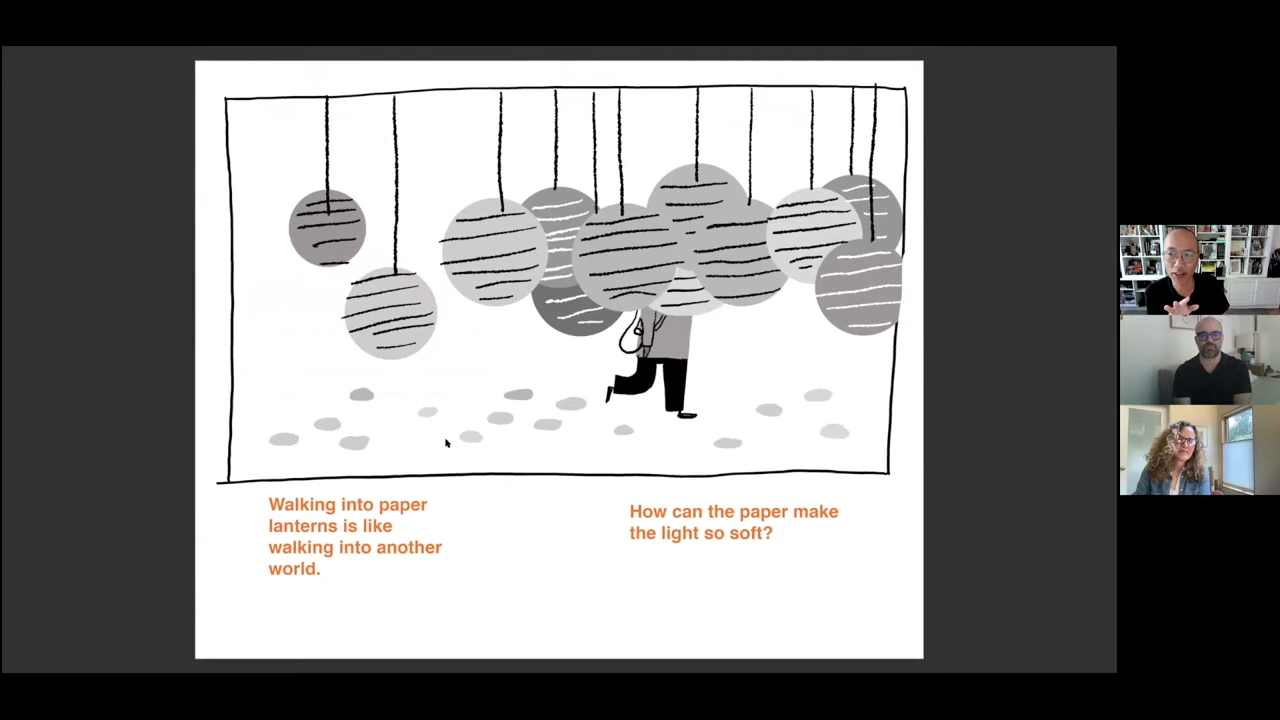 Walking into paper
lanterns is like
walking into another
world.
How can the paper make
the light so soft?